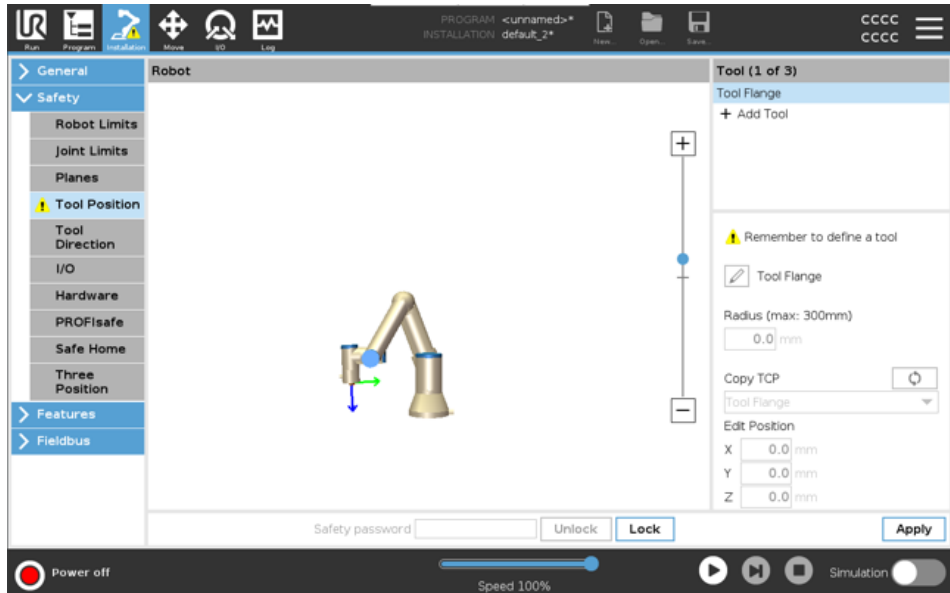 PROGRAM <unnamed>*
INSTALLATION default_2*
CCCC
CCCC
Run
Program
Installation
Move
I/O
Log
New...
Open...
Save...
General
Safety
Robot Limits
Joint Limits
Planes
Tool Position
Tool
Direction
I/O
Hardware
PROFIsafe
Safe Home
Three
Position
Features
Fieldbus
Robot
Tool (1 of 3)
Tool Flange
+ Add Tool
Remember to define a tool
Tool Flange
Radius (max: 300mm)
0.0 mm
Copy TCP
Tool Flange
Edit Position
X 0.0 mm
Y 0.0 mm
Z 0.0 mm
Safety password
Unlock
Lock
Apply
Power off
Speed 100%
Simulation